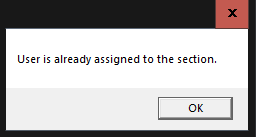 User is already assigned to the section.
OK